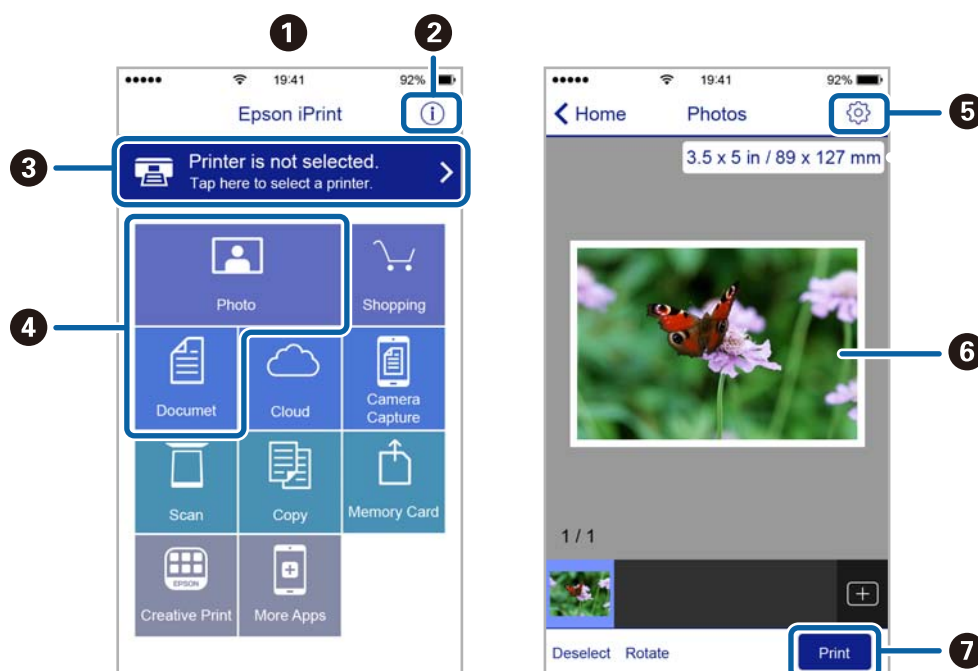 1
2
19:41
92%
Epson iPrint
3
Printer is not selected.
Tap here to select a printer.
4
Photo
Shopping
Documet
Cloud
Camera
Capture
Scan
Copy
Memory Card
EPSON
Creative Print
More Apps
19:41
92%
Home
Photos
5
3.5 x 5 in / 89 x 127 mm
6
1 / 1
Deselect
Rotate
Print
7